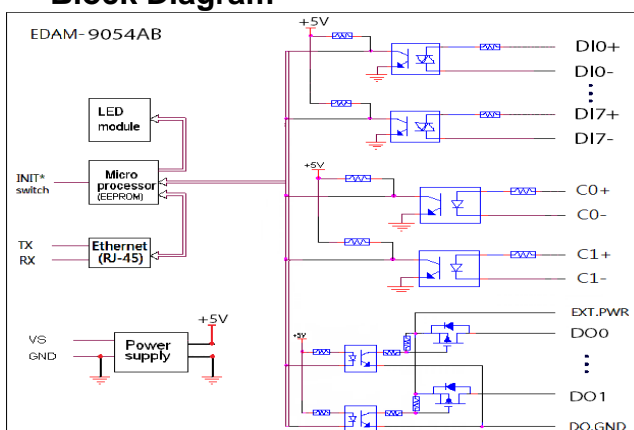 Block Diagram
EDAM-9054AB
+5V
DI0+
DI0-
DI7+
DI7-
LED
module
INIT*
switch
Micro
processor
(EEPROM)
+5V
C0+
C0-
TX
RX
Ethernet
(RJ-45)
C1+
C1-
EXT.PWR
+5V
+5V
DO0
VS
GND
Power
supply
DO1
DO.GND